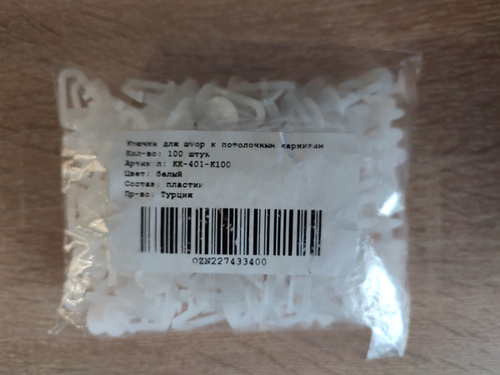 Крючки для штор к потолочным карнизам
Кол-во: 100 штук
Артикул: КК-401-К100
Цвет: белый
Состав: пластик
Пр-во: Турция
OZN227433400